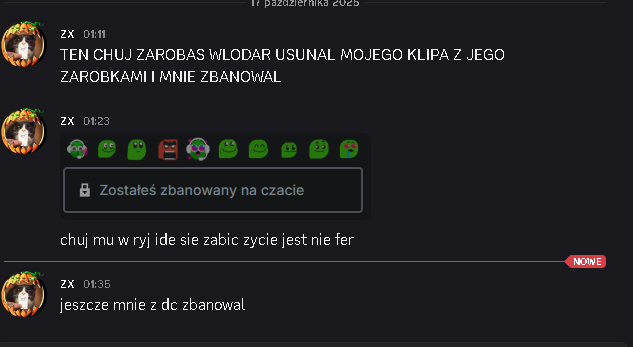 17 października 2025
ZX 01:11
TEN CHUJ ZAROBAS WLODAR USUNAL MOJEGO KLIPA Z JEGO
ZAROBKAMI I MNIE ZBANOWAL
ZX 01:23
Zostałeś zbanowany na czacie
chuj mu w ryj ide sie zabic zycie jest nie fer
NOWE
ZX 01:35
jeszcze mnie z dc zbanowal